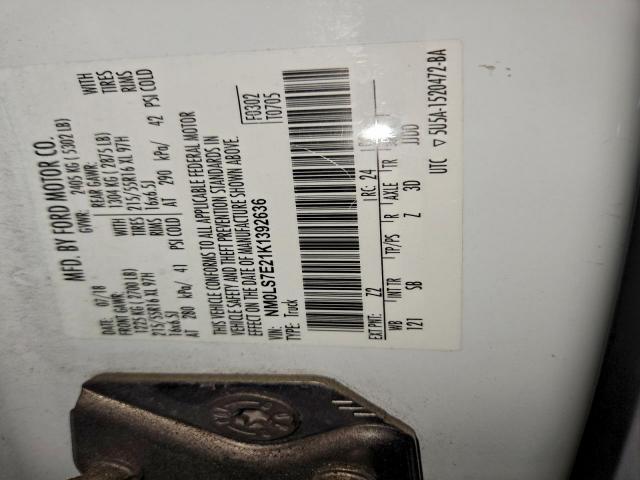 MFD. BY FORD MOTOR CO.
DATE: 07/18 GVWR: 2405 KG ( 5302 LB)
FRONT GAWR: REAR GAWR: WITH
1225 KG ( 2700 LB) 1304 KG ( 2875 LB) TIRES
215/55R16 XL 97H 215/55R16 XL 97H RIMS
16x6.5J 16x6.5J
AT 280 kPa/ 41 PSI COLD AT 290 kPa/ 42 PSI COLD
WITH
TIRES
RIMS
THIS VEHICLE CONFORMS TO ALL APPLICABLE FEDERAL MOTOR
VEHICLE SAFETY AND THEFT PREVENTION STANDARDS IN
EFFECT ON THE DATE OF MANUFACTURE SHOWN ABOVE.
VIN: NM0LS7E21K1392636
TYPE: Truck
F0302
T0705
EXT PNT: Z2 RC: 24
WB INT TR TP/PS R AXLE TR
121 SB Z 3D JJDO
UTC ▽ 5U5A-1520472-BA